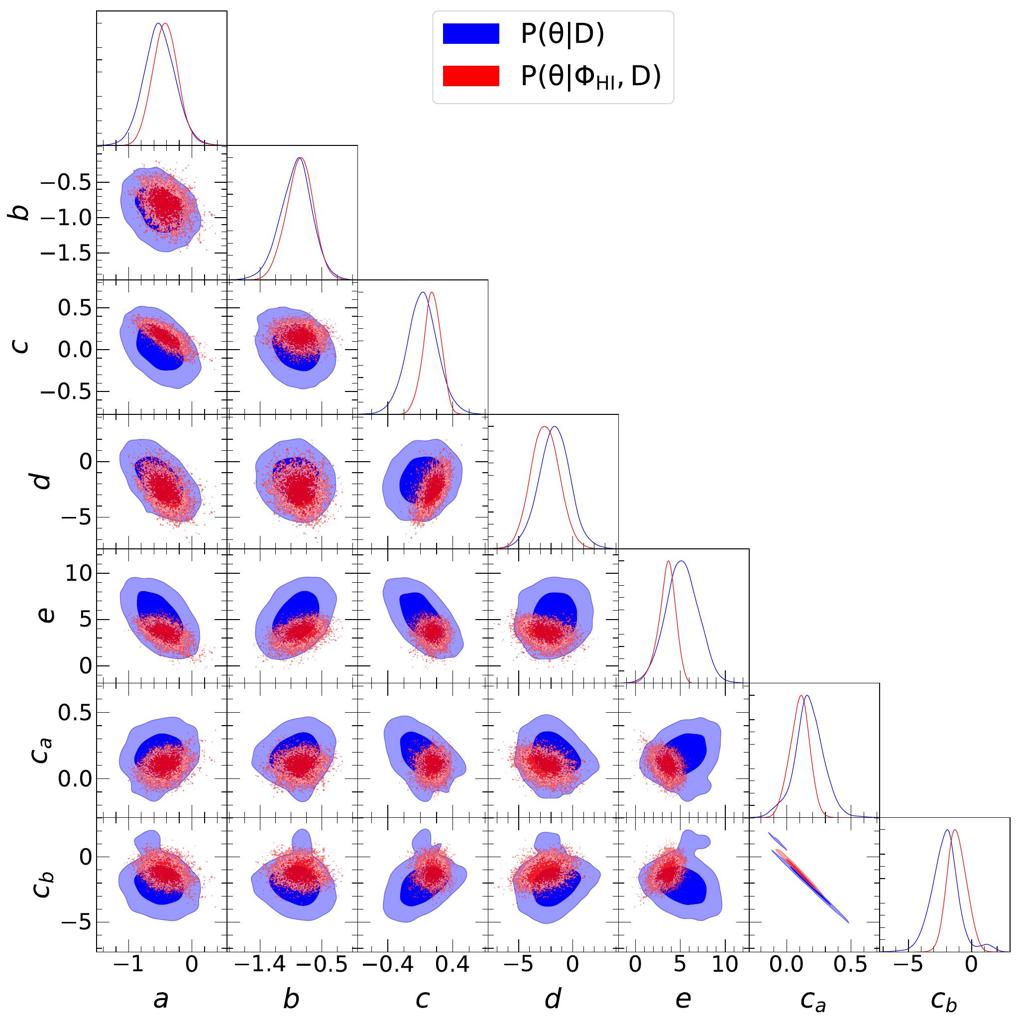 P(θ|D)
P(θ|Φ_HI, D)
b
−0.5
−1.0
−1.5
c
0.5
0.0
−0.5
d
0
−5
e
10
5
0
c_a
0.5
0.0
c_b
0
−5
−1 0 −1.4 −0.5 −0.4 0.4 −5 0 0 5 10 0.0 0.5 −5 0
a b c d e c_a c_b